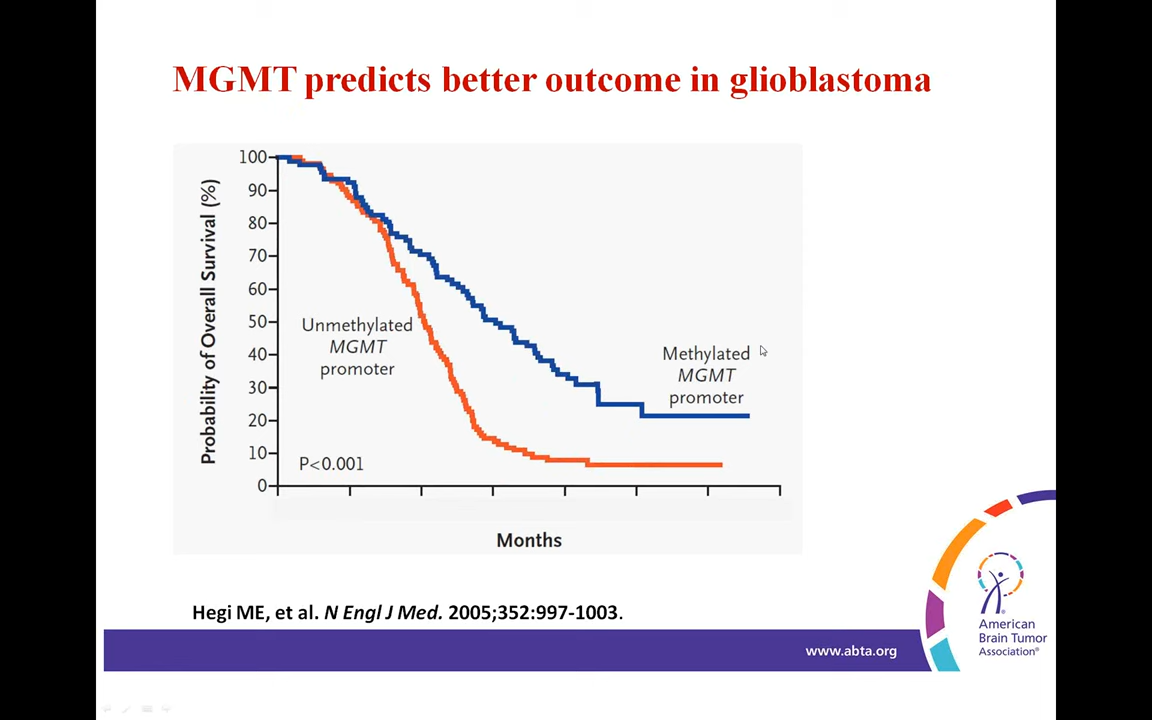 MGMT predicts better outcome in glioblastoma
Probability of Overall Survival (%)
100
90
80
70
60
50
40
30
20
10
0
Unmethylated
MGMT
promoter
Methylated
MGMT
promoter
P<0.001
Months
Hegi ME, et al. N Engl J Med. 2005;352:997-1003.
www.abta.org
American
Brain Tumor
Association®